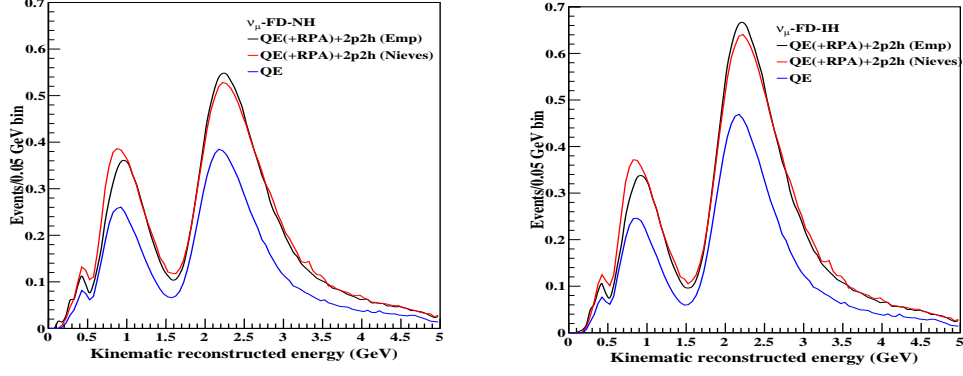 ν_μ-FD-NH
QE(+RPA)+2p2h (Emp)
QE(+RPA)+2p2h (Nieves)
QE
Events/0.05 GeV bin
0.7
0.6
0.5
0.4
0.3
0.2
0.1
0
0 0.5 1 1.5 2 2.5 3 3.5 4 4.5 5
Kinematic reconstructed energy (GeV)
ν_μ-FD-IH
QE(+RPA)+2p2h (Emp)
QE(+RPA)+2p2h (Nieves)
QE
Events/0.05 GeV bin
0.7
0.6
0.5
0.4
0.3
0.2
0.1
0
0 0.5 1 1.5 2 2.5 3 3.5 4 4.5 5
Kinematic reconstructed energy (GeV)